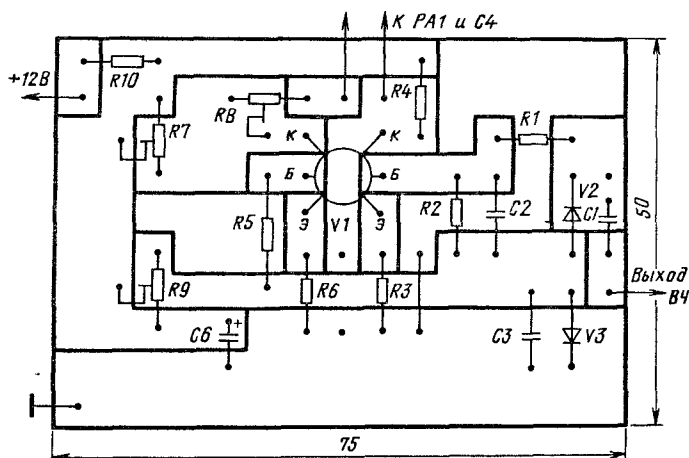 К РА1 и С4
+12В
R10
R8
R4
R1
R7
К
К
Б
Б
V2
C1
50
R5
Э
V1
Э
R2
C2
Выход
ВЧ
R9
R6
R3
C6
+
C3
V3
75